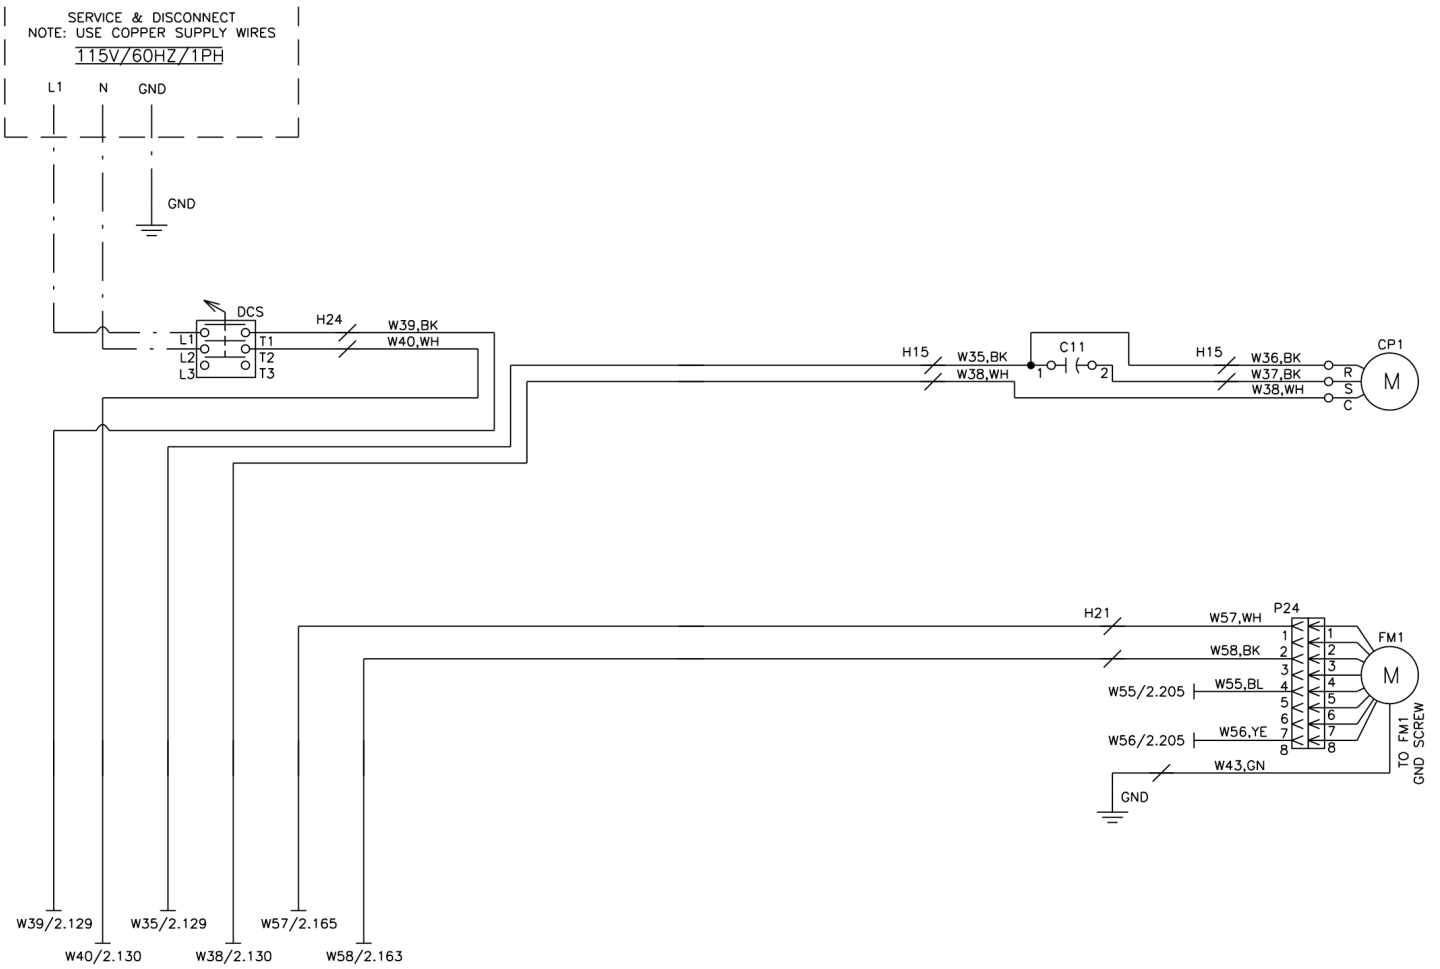 SERVICE & DISCONNECT
NOTE: USE COPPER SUPPLY WIRES
115V/60HZ/1PH
L1 N GND
GND
DCS
L1 T1
L2 T2
L3 T3
H24
W39,BK
W40,WH
H15
W35,BK
W38,WH
C11
1 2
H15
W36,BK
W37,BK
W38,WH
R
S
C
CP1
M
H21
W57,WH
W58,BK
W55/2.205
W55,BL
W56/2.205
W56,YE
W43,GN
GND
P24
1 1
2 2
3 3
4 4
5 5
6 6
7 7
8 8
FM1
M
TO FM1
GND SCREW
W39/2.129
W35/2.129
W57/2.165
W40/2.130
W38/2.130
W58/2.163